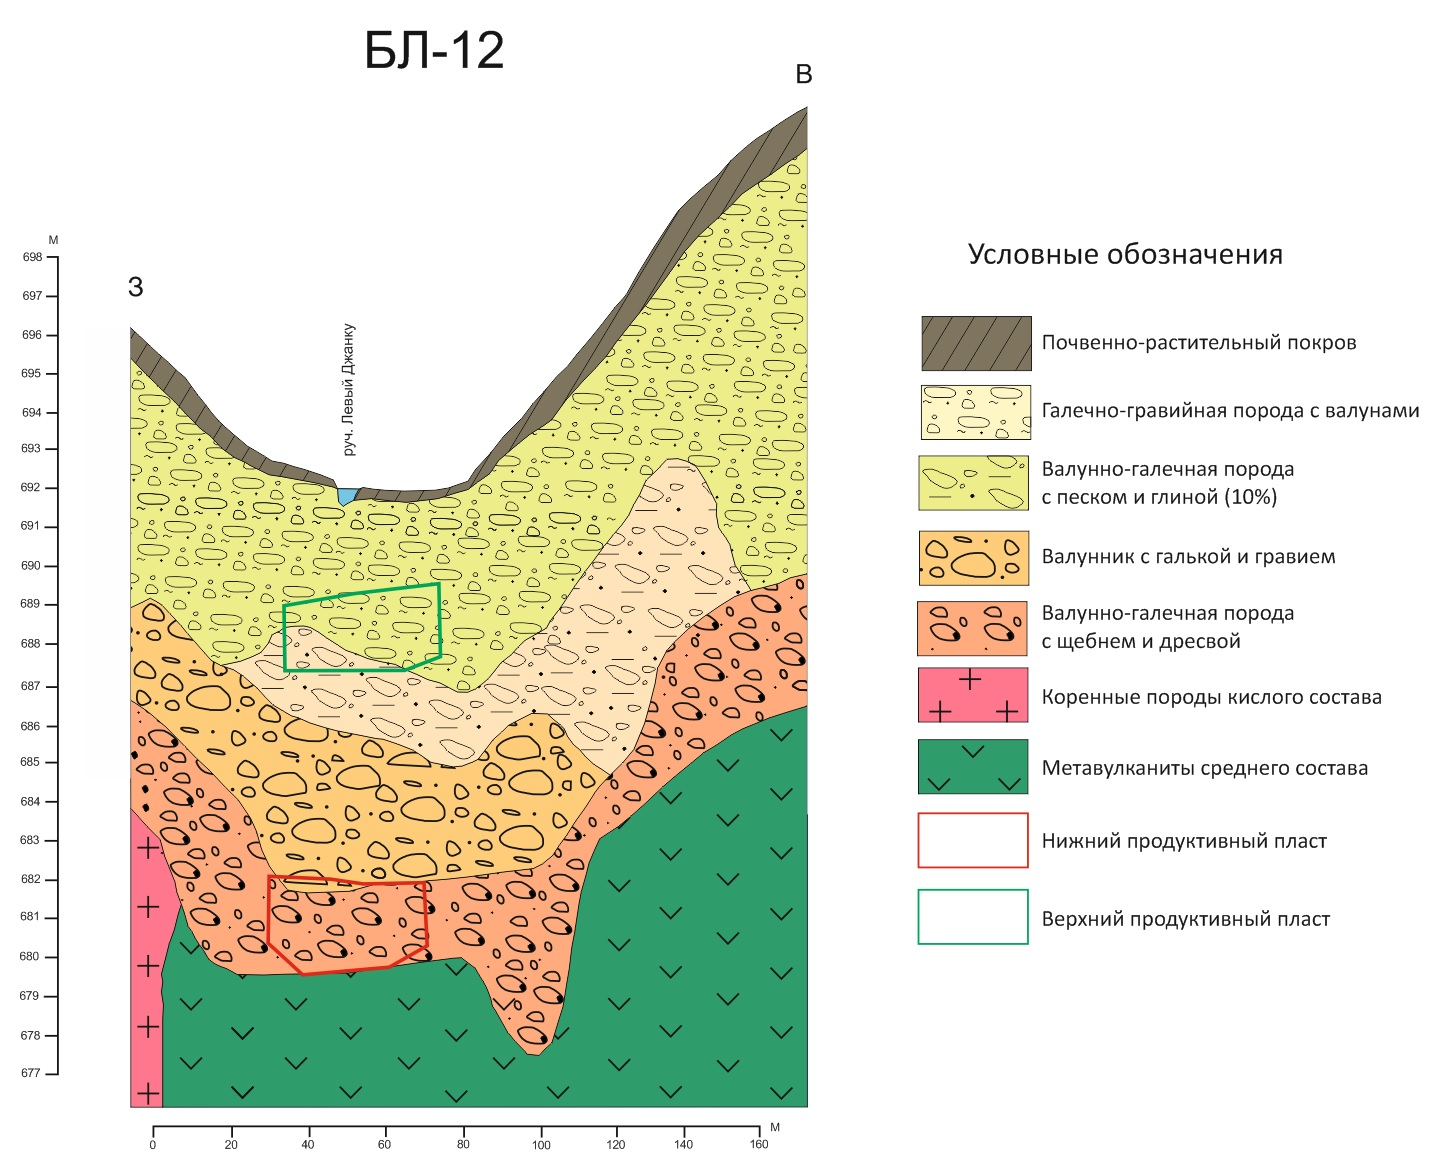 БЛ-12
В
М
698
697
696
695
694
693
692
691
690
689
688
687
686
685
684
683
682
681
680
679
678
677
З
руч. Левый Джанку
0 20 40 60 80 100 120 140 160 М
Условные обозначения
Почвенно-растительный покров
Галечно-гравийная порода с валунами
Валунно-галечная порода
с песком и глиной (10%)
Валунник с галькой и гравием
Валунно-галечная порода
с щебнем и дресвой
Коренные породы кислого состава
Метавулканиты среднего состава
Нижний продуктивный пласт
Верхний продуктивный пласт